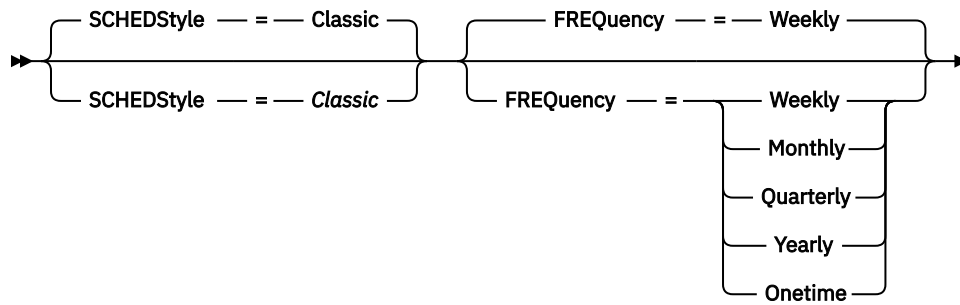 SCHEDStyle = Classic FREQuency = Weekly
SCHEDStyle = Classic FREQuency = Weekly
Monthly
Quarterly
Yearly
Onetime